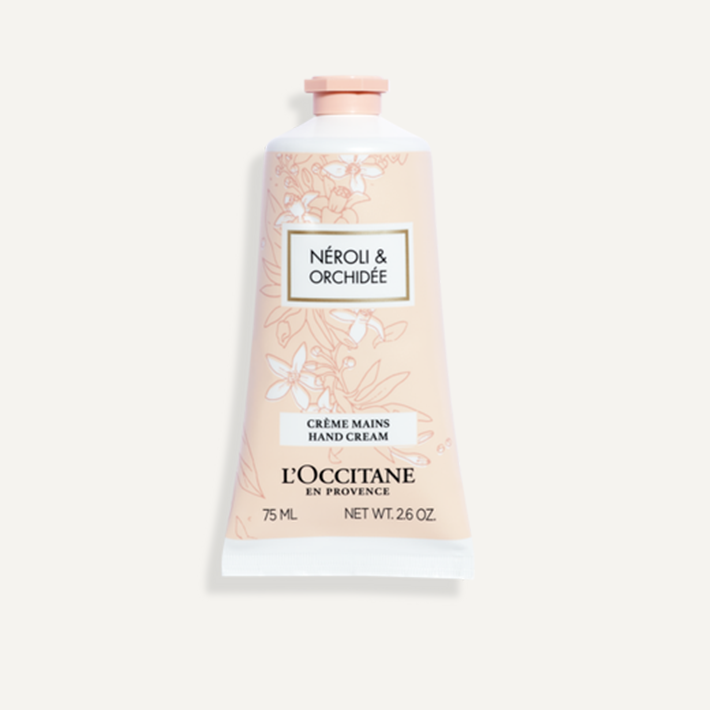 NÉROLI &
ORCHIDÉE
CRÈME MAINS
HAND CREAM
L'OCCITANE
EN PROVENCE
75 ML NET WT. 2.6 OZ.